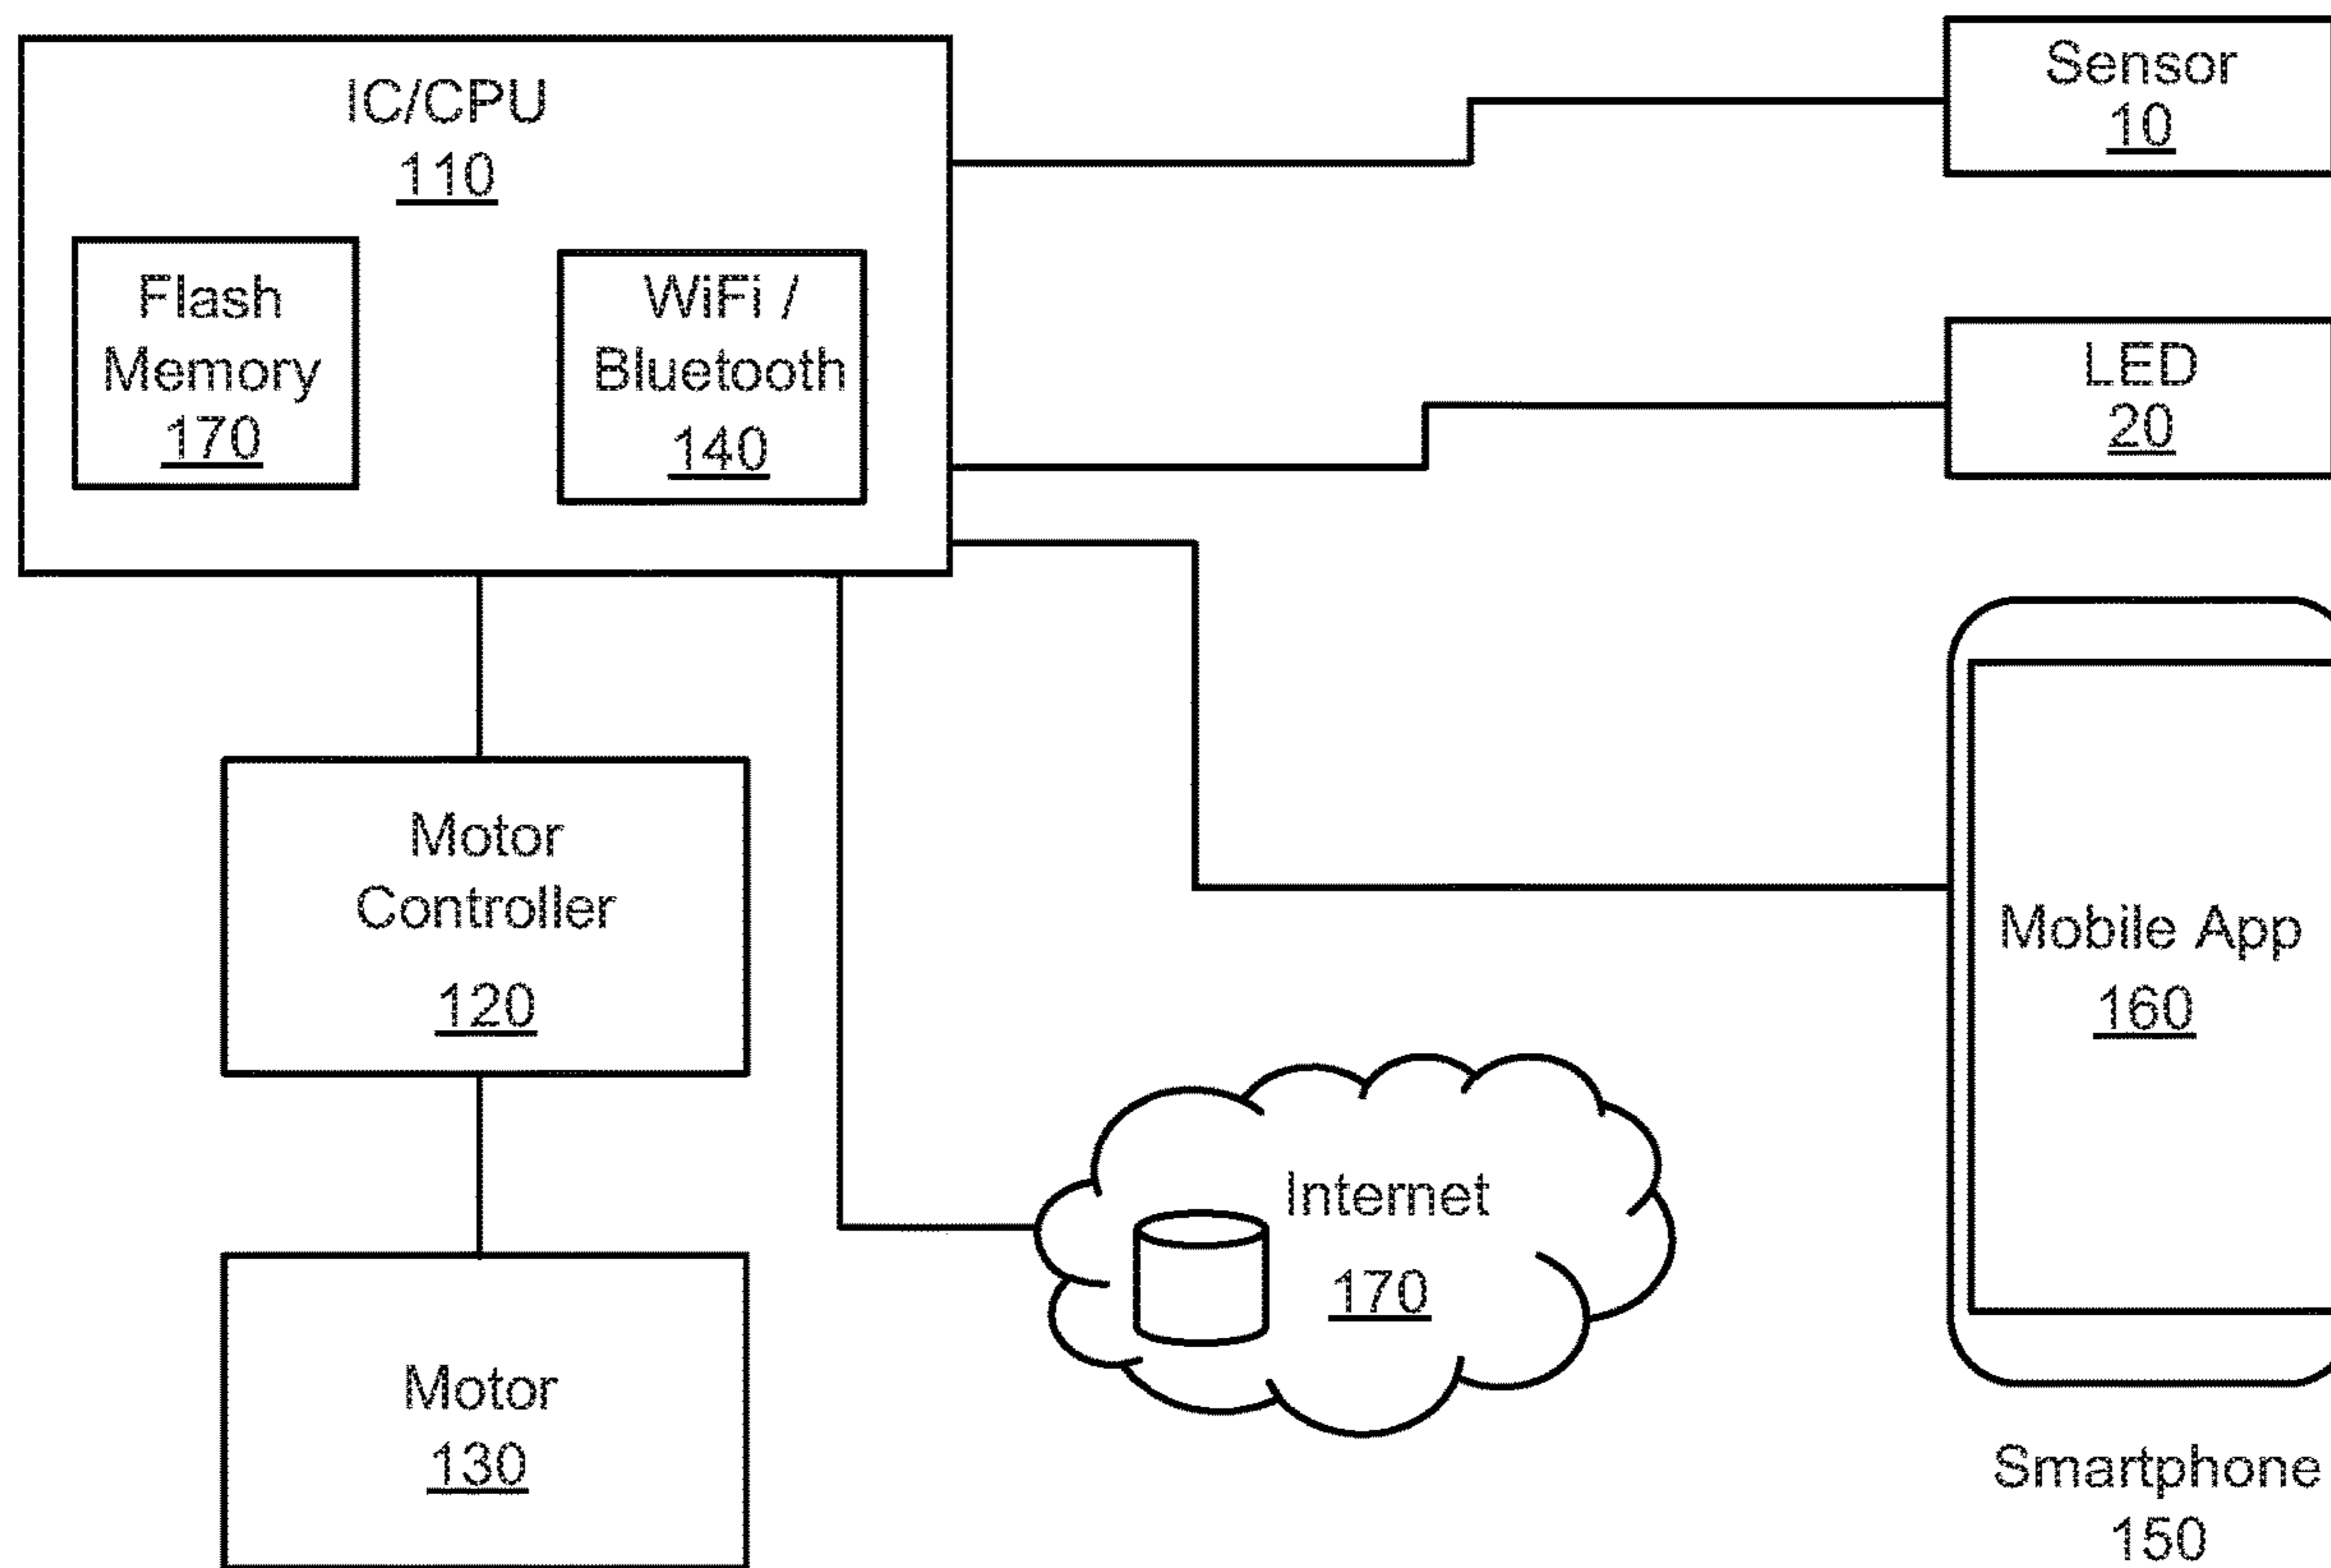 IC/CPU
110
Flash
Memory
170
WiFi /
Bluetooth
140
Sensor
10
LED
20
Motor
Controller
120
Mobile App
160
Internet
170
Motor
130
Smartphone
150